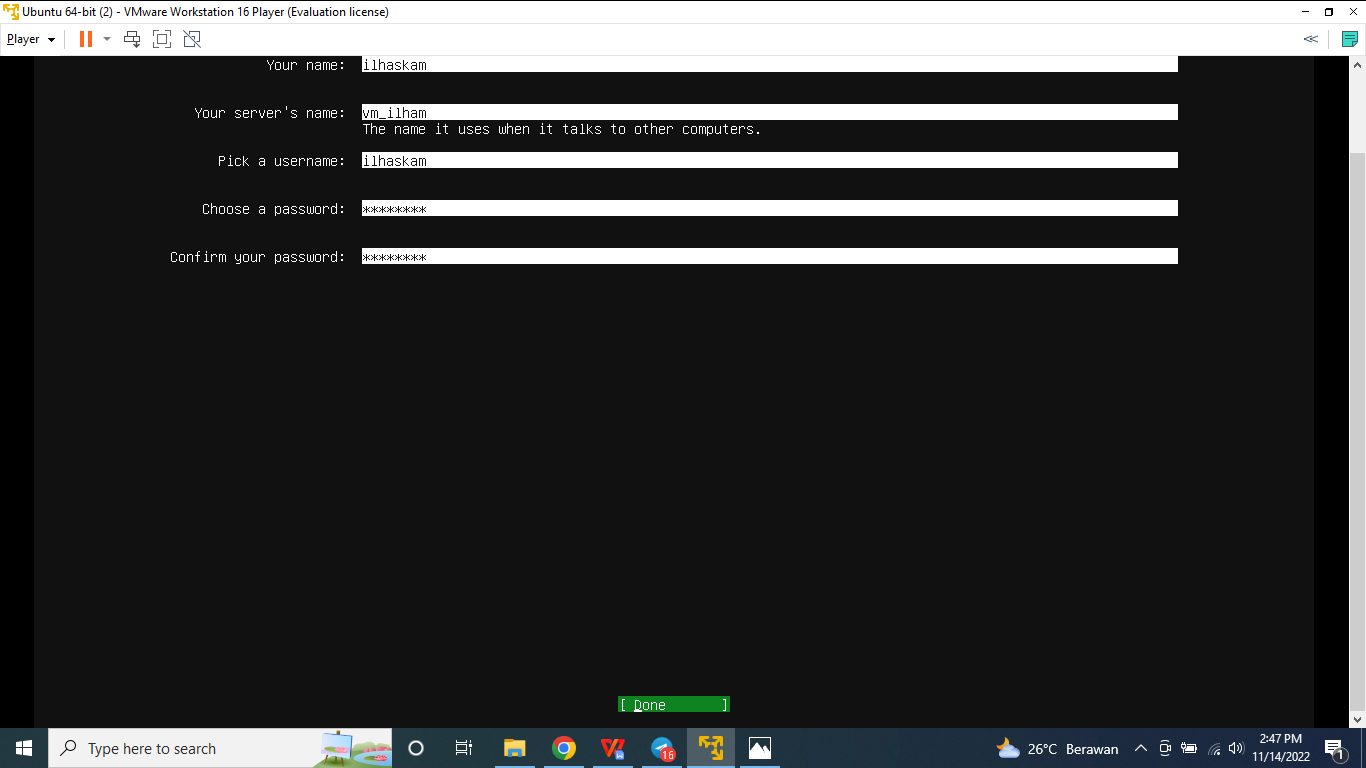 Ubuntu 64-bit (2) - VMware Workstation 16 Player (Evaluation license)
Player
Your name: ilhaskam
Your server's name: vm_ilham
The name it uses when it talks to other computers.
Pick a username: ilhaskam
Choose a password: ********
Confirm your password: ********
[ Done ]
Type here to search
16
26°C Berawan
2:47 PM
11/14/2022
1